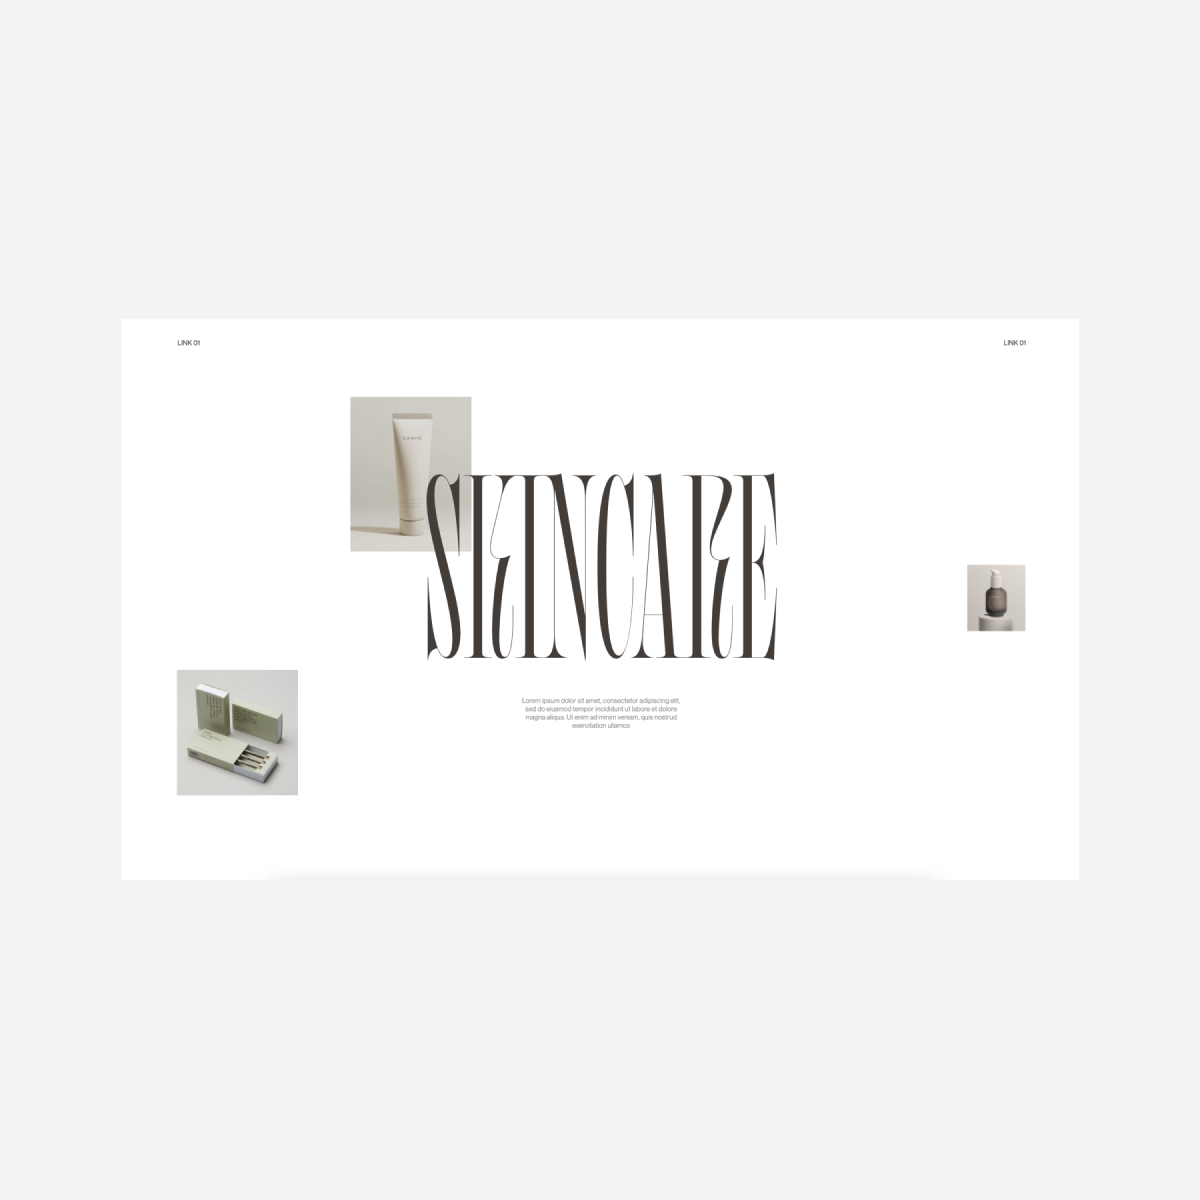 LINK 01
LINK 01
SKINCARE
Lorem ipsum dolor sit amet, consectetur adipiscing elit,
sed do eiusmod tempor incididunt ut labore et dolore
magna aliqua. Ut enim ad minim veniam, quis nostrud
exercitation ullamco